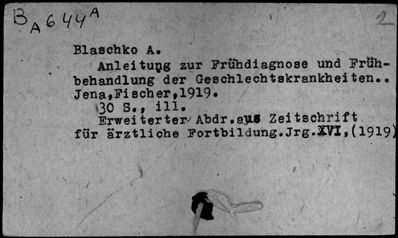 B A 644 A
2
Blaschko A.
Anleitung zur Frühdiagnose und Früh-
behandlung der Geschlechtskrankheiten..
Jena,Fischer,1919.
30 S., ill.
Erweiterter Abdr.aus Zeitschrift
für ärztliche Fortbildung.Jrg.XVI,(1919)